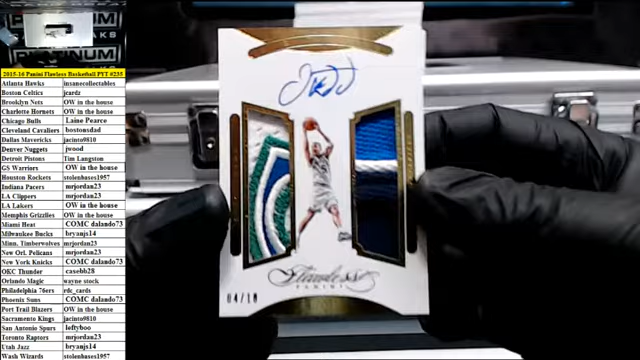 PLATINUM
PLATINUM
2015-16 Panini Flawless Basketball PYT #235
Atlanta Hawks insanecollectables
Boston Celtics jcardz
Brooklyn Nets OW in the house
Charlotte Hornets OW in the house
Chicago Bulls Laine Pearce
Cleveland Cavaliers bostonsdad
Dallas Mavericks jacinto9810
Denver Nuggets jwood
Detroit Pistons Tim Langston
GS Warriors OW in the house
Houston Rockets stolenbases1957
Indiana Pacers mrjordan23
LA Clippers mrjordan23
LA Lakers OW in the house
Memphis Grizzlies OW in the house
Miami Heat COMC dalando73
Milwaukee Bucks bryanjs14
Minn. Timberwolves mrjordan23
New Orl. Pelicans mrjordan23
New York Knicks COMC dalando73
OKC Thunder casebb28
Orlando Magic wayne stock
Philadelphia 76ers rdc_cards
Phoenix Suns COMC dalando73
Port Trail Blazers OW in the house
Sacramento Kings jacinto9810
San Antonio Spurs leftyboo
Toronto Raptors mrjordan23
Utah Jazz bryanjs14
Wash Wizards stolenbases1957
Flawless
PANINI
04/10